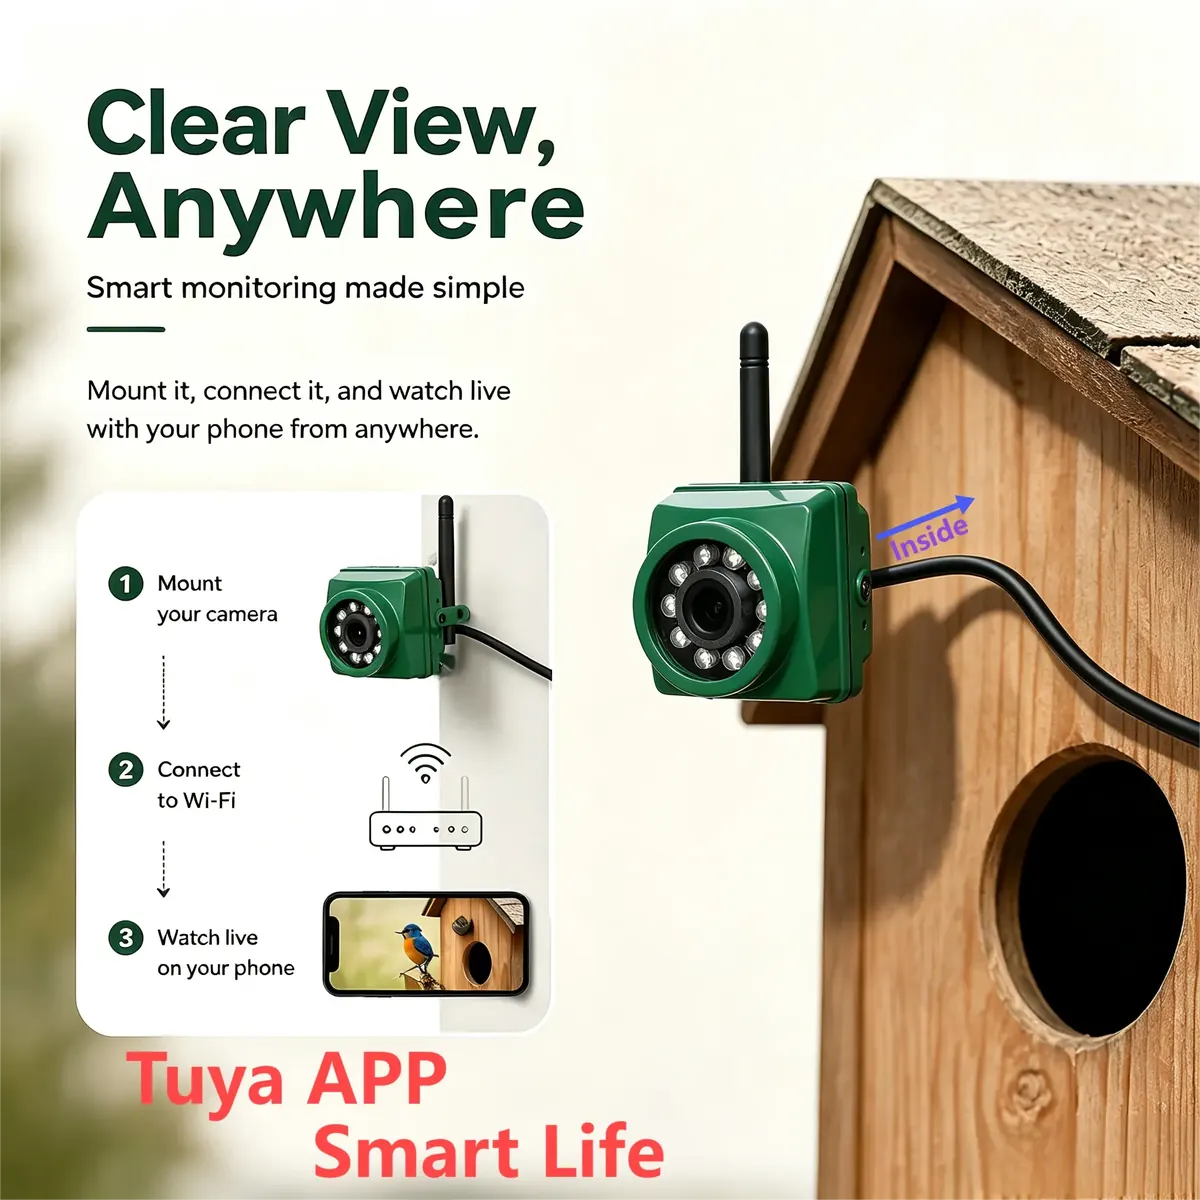 Clear View,
Anywhere
Smart monitoring made simple
Mount it, connect it, and watch live
with your phone from anywhere.
1 Mount
your camera
2 Connect
to Wi-Fi
3 Watch live
on your phone
Inside
Tuya APP
Smart Life